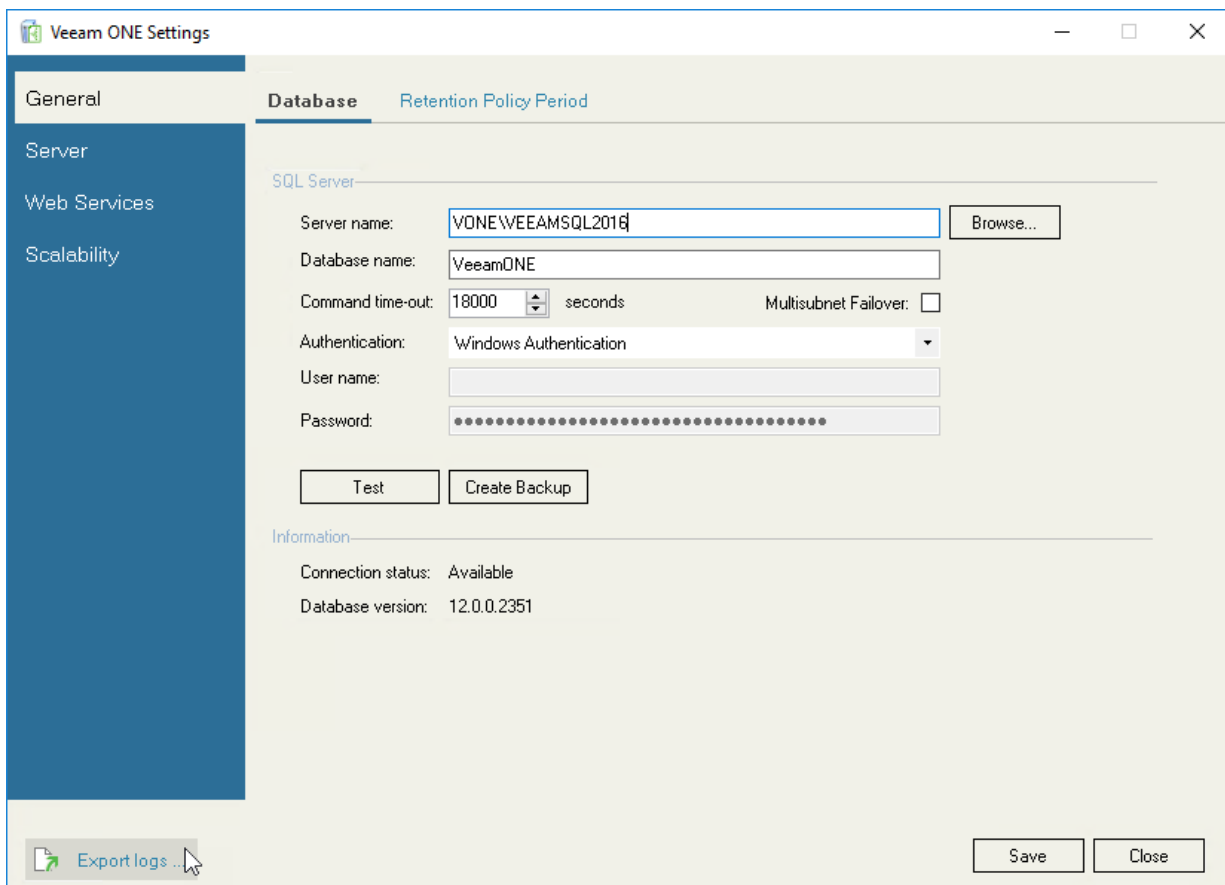 Veeam ONE Settings
General
Server
Web Services
Scalability
Database Retention Policy Period
SQL Server
Server name: VONE\VEEAMSQL2016 Browse...
Database name: VeeamONE
Command time-out: 18000 seconds Multisubnet Failover:
Authentication: Windows Authentication
User name:
Password: ••••••••••••••••••••••••••••••••••••
Test Create Backup
Information
Connection status: Available
Database version: 12.0.0.2351
Export logs ... Save Close